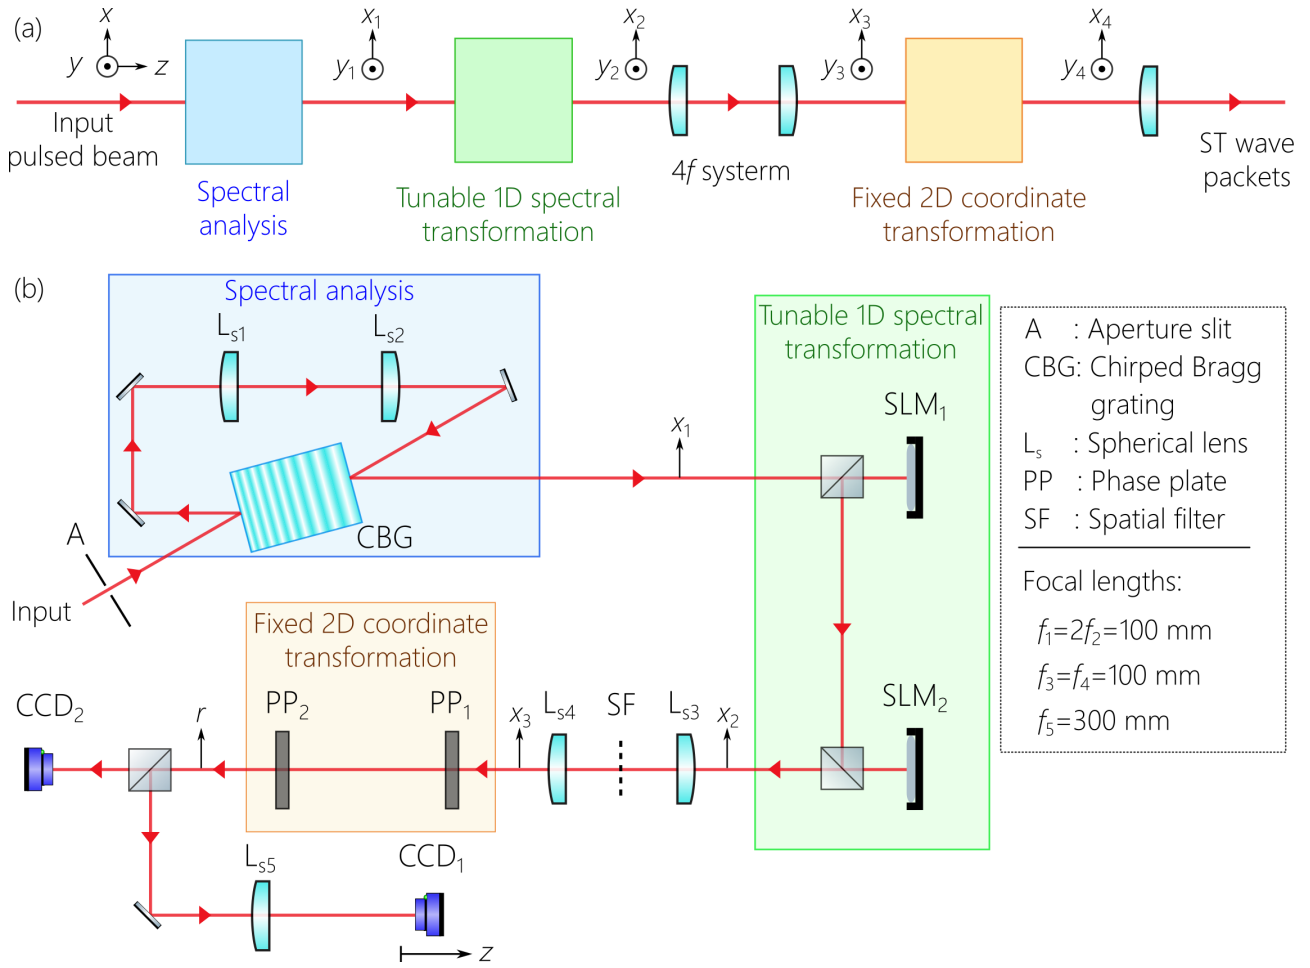 (a)
x
y
z
x₁
y₁
x₂
y₂
x₃
y₃
x₄
y₄
Input
pulsed beam
Spectral
analysis
Tunable 1D spectral
transformation
4f systerm
Fixed 2D coordinate
transformation
ST wave
packets
(b)
Spectral analysis
Lₛ₁
Lₛ₂
CBG
A
Input
x₁
Tunable 1D spectral
transformation
SLM₁
SLM₂
A : Aperture slit
CBG: Chirped Bragg
grating
Lₛ : Spherical lens
PP : Phase plate
SF : Spatial filter
Focal lengths:
f₁=2f₂=100 mm
f₃=f₄=100 mm
f₅=300 mm
Fixed 2D coordinate
transformation
CCD₂
r
PP₂
PP₁
x₃
Lₛ₄
SF
Lₛ₃
x₂
Lₛ₅
CCD₁
z